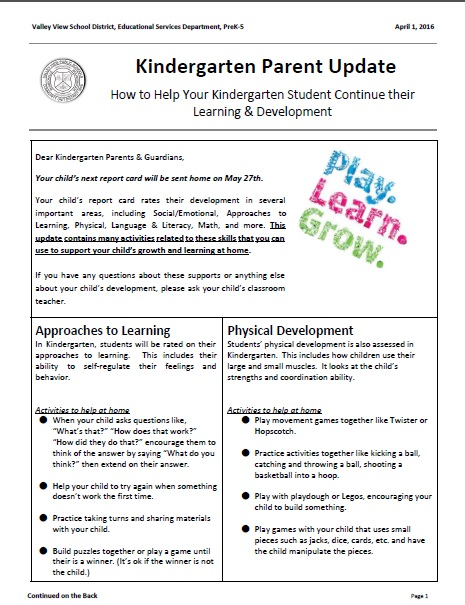 Valley View School District, Educational Services Department, PreK-5 April 1, 2016
Kindergarten Parent Update
How to Help Your Kindergarten Student Continue their
Learning & Development
Dear Kindergarten Parents & Guardians,
Your child's next report card will be sent home on May 27th.
Your child's report card rates their development in several
important areas, including Social/Emotional, Approaches to
Learning, Physical, Language & Literacy, Math, and more. This
update contains many activities related to these skills that you can
use to support your child's growth and learning at home.
If you have any questions about these supports or anything else
about your child's development, please ask your child's classroom
teacher.
Play.
Learn.
Grow.
Approaches to Learning
In Kindergarten, students will be rated on their
approaches to learning. This includes their
ability to self-regulate their feelings and
behavior.
Activities to help at home
● When your child asks questions like,
"What's that?" "How does that work?"
"How did they do that?" encourage them to
think of the answer by saying "What do you
think?" then extend on their answer.
● Help your child to try again when something
doesn't work the first time.
● Practice taking turns and sharing materials
with your child.
● Build puzzles together or play a game until
their is a winner. (It's ok if the winner is not
the child.)
Physical Development
Students' physical development is also assessed in
Kindergarten. This includes how children use their
large and small muscles. It looks at the child's
strengths and coordination ability.
Activities to help at home
● Play movement games together like Twister or
Hopscotch.
● Practice activities together like kicking a ball,
catching and throwing a ball, shooting a
basketball into a hoop.
● Play with playdough or Legos, encouraging your
child to build something.
● Play games with your child that uses small
pieces such as jacks, dice, cards, etc. and have
the child manipulate the pieces.
Continued on the Back Page 1